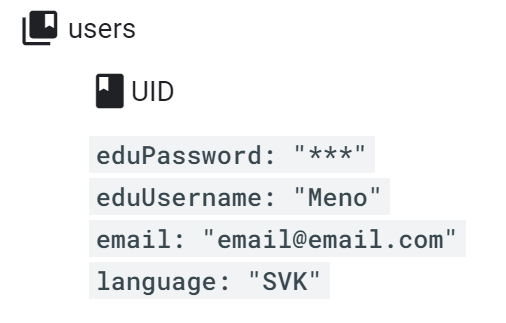 users
UID
eduPassword: "***"
eduUsername: "Meno"
email: "email@email.com"
language: "SVK"